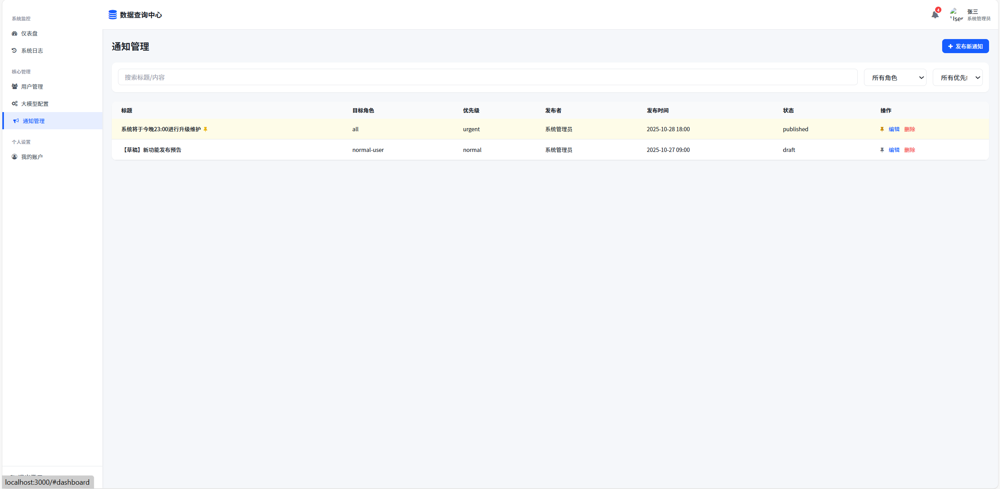 系统监控
仪表盘
系统日志
核心管理
用户管理
大模型配置
通知管理
个人设置
我的账户
localhost:3000/#dashboard
数据查询中心
4
User
张三
系统管理员
通知管理
发布新通知
搜索标题/内容
所有角色
所有优先
标题 目标角色 优先级 发布者 发布时间 状态 操作
系统将于今晚23:00进行升级维护 all urgent 系统管理员 2025-10-28 18:00 published 编辑 删除
【草稿】新功能发布预告 normal-user normal 系统管理员 2025-10-27 09:00 draft 编辑 删除